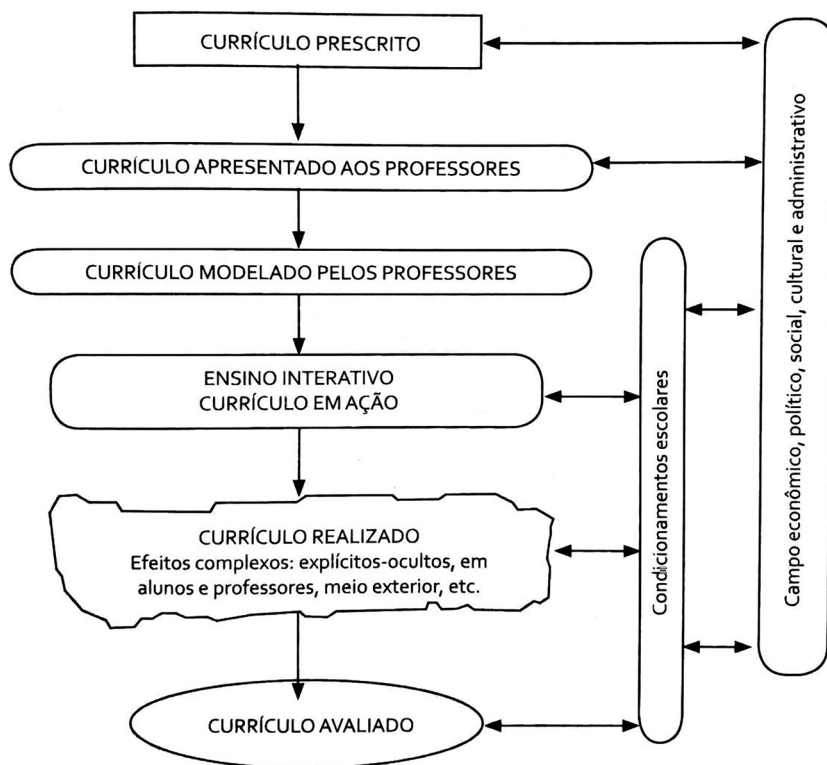 CURRÍCULO PRESCRITO
CURRÍCULO APRESENTADO AOS PROFESSORES
CURRÍCULO MODELADO PELOS PROFESSORES
ENSINO INTERATIVO
CURRÍCULO EM AÇÃO
CURRÍCULO REALIZADO
Efeitos complexos: explícitos-ocultos, em
alunos e professores, meio exterior, etc.
CURRÍCULO AVALIADO
Condicionamentos escolares
Campo econômico, político, social, cultural e administrativo